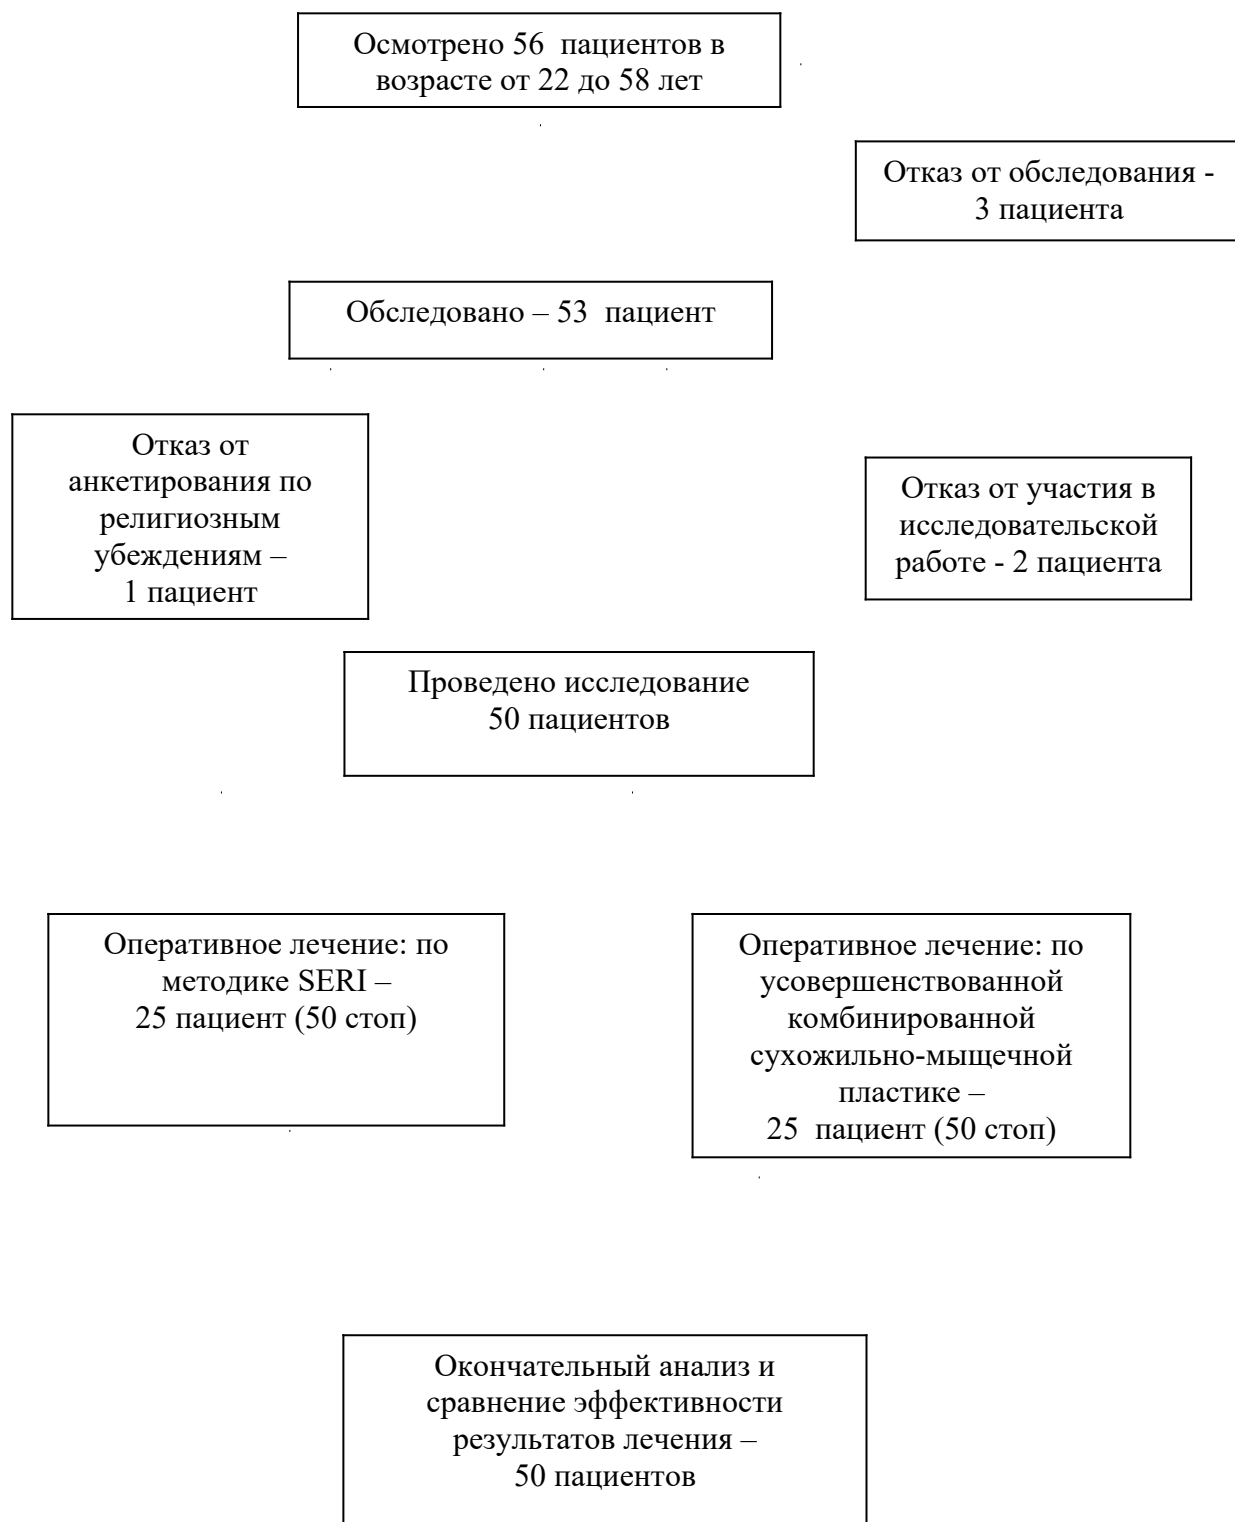 Осмотрено 56  пациентов в
возрасте от 22 до 58 лет
Отказ от обследования -
3 пациента
Обследовано – 53  пациент
Отказ от
анкетирования по
религиозным
убеждениям –
1 пациент
Отказ от участия в
исследовательской
работе - 2 пациента
Проведено исследование
50 пациентов
Оперативное лечение: по
методике SERI –
25 пациент (50 стоп)
Оперативное лечение: по
усовершенствованной
комбинированной
сухожильно-мыщечной
пластике –
25  пациент (50 стоп)
Окончательный анализ и
сравнение эффективности
результатов лечения –
50 пациентов